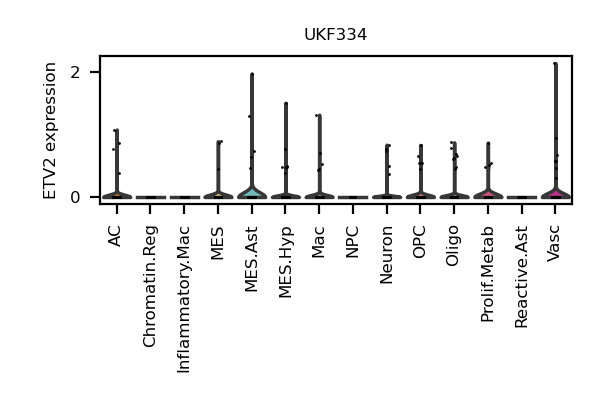 UKF334
ETV2 expression
2
0
AC
Chromatin.Reg
Inflammatory.Mac
MES
MES.Ast
MES.Hyp
Mac
NPC
Neuron
OPC
Oligo
Prolif.Metab
Reactive.Ast
Vasc